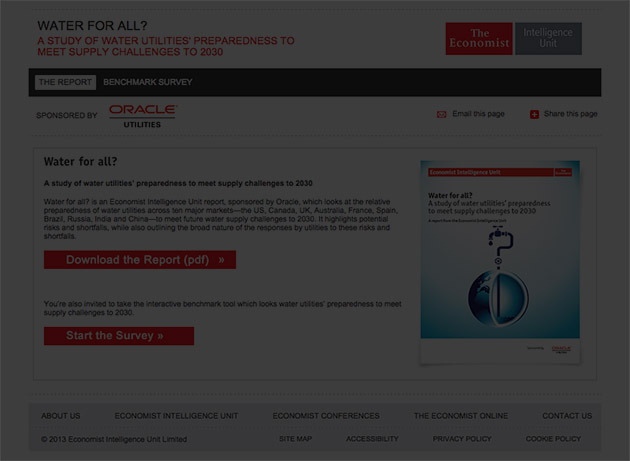 WATER FOR ALL?
A STUDY OF WATER UTILITIES' PREPAREDNESS TO
MEET SUPPLY CHALLENGES TO 2030
The
Economist
Intelligence
Unit
THE REPORT
BENCHMARK SURVEY
SPONSORED BY
ORACLE
UTILITIES
Email this page
Share this page
Water for all?
A study of water utilities' preparedness to meet supply challenges to 2030
Water for all? is an Economist Intelligence Unit report, sponsored by Oracle, which looks at the relative
preparedness of water utilities across ten major markets—the US, Canada, UK, Australia, France, Spain,
Brazil, Russia, India and China—to meet future water supply challenges to 2030. It highlights potential
risks and shortfalls, while also outlining the broad nature of the responses by utilities to these risks and
shortfalls.
Download the Report (pdf) »
You're also invited to take the interactive benchmark tool which looks water utilities' preparedness to meet
supply challenges to 2030.
Start the Survey »
Economist Intelligence Unit
Water for all?
A study of water utilities' preparedness
to meet supply challenges to 2030
A report from the Economist Intelligence Unit
ABOUT US
ECONOMIST INTELLIGENCE UNIT
ECONOMIST CONFERENCES
THE ECONOMIST ONLINE
CONTACT US
© 2013 Economist Intelligence Unit Limited
SITE MAP
ACCESSIBILITY
PRIVACY POLICY
COOKIE POLICY